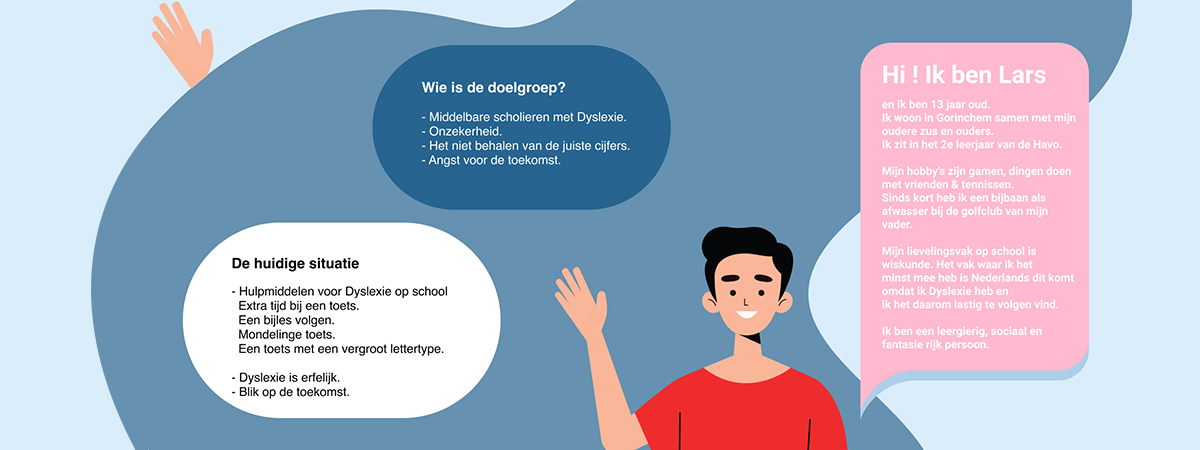 Wie is de doelgroep?
- Middelbare scholieren met Dyslexie.
- Onzekerheid.
- Het niet behalen van de juiste cijfers.
- Angst voor de toekomst.
De huidige situatie
- Hulpmiddelen voor Dyslexie op school
Extra tijd bij een toets.
Een bijles volgen.
Mondelinge toets.
Een toets met een vergroot lettertype.
- Dyslexie is erfelijk.
- Blik op de toekomst.
Hi ! Ik ben Lars
en ik ben 13 jaar oud.
Ik woon in Gorinchem samen met mijn
oudere zus en ouders.
Ik zit in het 2e leerjaar van de Havo.
Mijn hobby's zijn gamen, dingen doen
met vrienden & tennissen.
Sinds kort heb ik een bijbaan als
afwasser bij de golfclub van mijn
vader.
Mijn lievelingsvak op school is
wiskunde. Het vak waar ik het
minst mee heb is Nederlands dit komt
omdat ik Dyslexie heb en
ik het daarom lastig te volgen vind.
Ik ben een leergierig, sociaal en
fantasie rijk persoon.